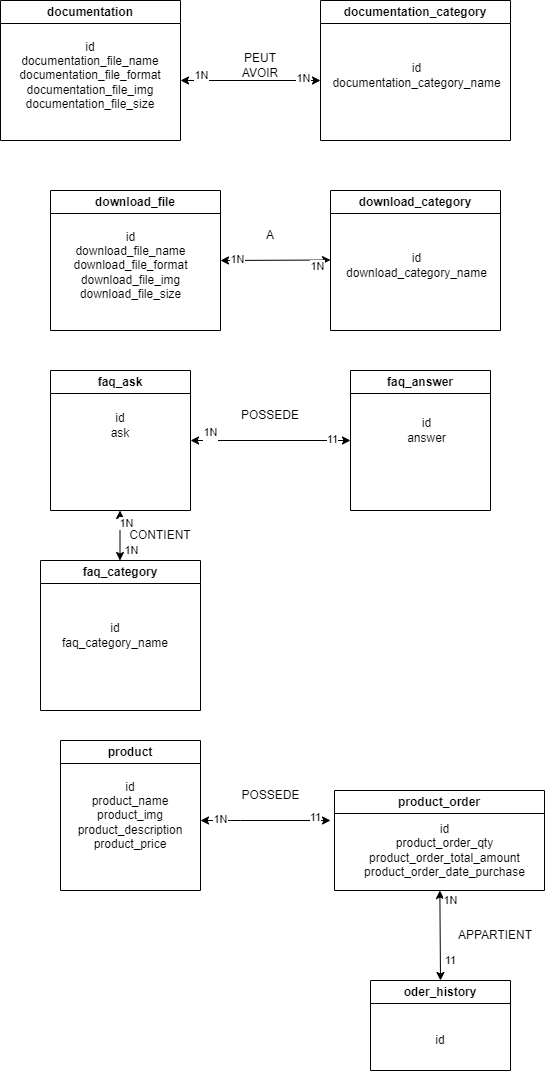 documentation
id
documentation_file_name
documentation_file_format
documentation_file_img
documentation_file_size
1N
PEUT
AVOIR
1N
documentation_category
id
documentation_category_name
download_file
id
download_file_name
download_file_format
download_file_img
download_file_size
1N
A
1N
download_category
id
download_category_name
faq_ask
id
ask
1N
POSSEDE
11
faq_answer
id
answer
1N
CONTIENT
1N
faq_category
id
faq_category_name
product
id
product_name
product_img
product_description
product_price
1N
POSSEDE
11
product_order
id
product_order_qty
product_order_total_amount
product_order_date_purchase
1N
APPARTIENT
11
oder_history
id